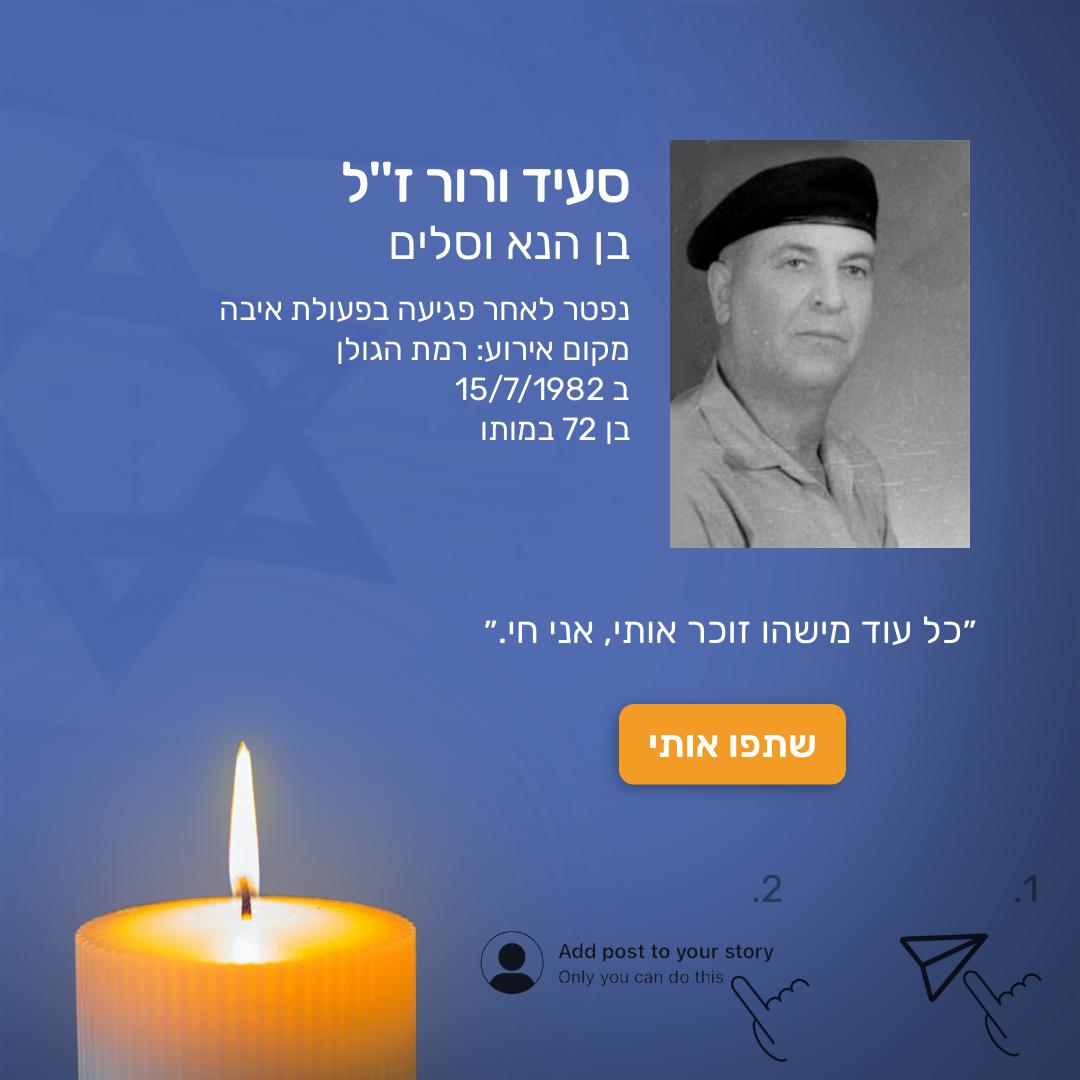 סעיד ורור ז"ל
בן הנא וסלים
נפטר לאחר פגיעה בפעולת איבה
מקום אירוע: רמת הגולן
ב 15/7/1982
בן 72 במותו
״כל עוד מישהו זוכר אותי, אני חי.״
שתפו אותי
1.
2.
Add post to your story
Only you can do this